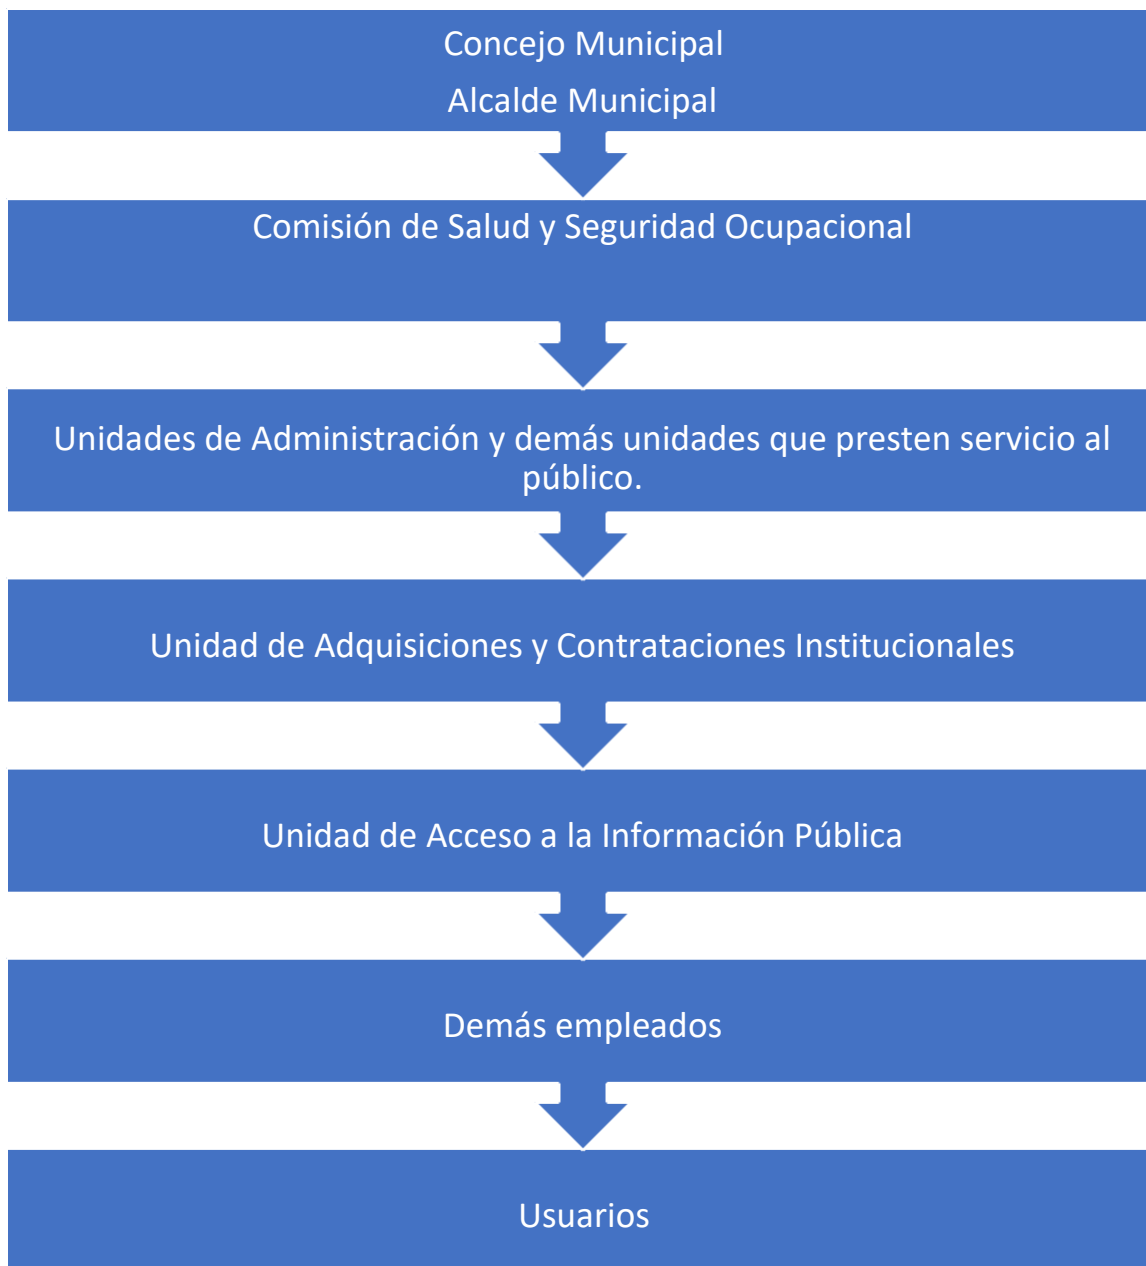 Concejo Municipal
Alcalde Municipal
Comisión de Salud y Seguridad Ocupacional
Unidades de Administración y demás unidades que presten servicio al
público.
Unidad de Adquisiciones y Contrataciones Institucionales
Unidad de Acceso a la Información Pública
Demás empleados
Usuarios